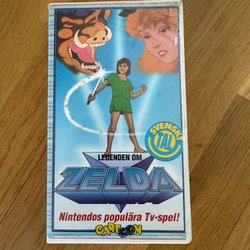 SVENSKT
TAL
LEGENDEN OM
ZELDA
Nintendos populära Tv-spel!
CARTOON